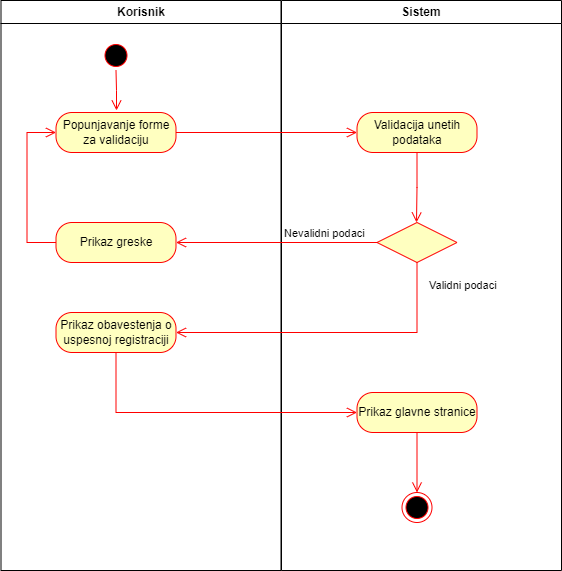 Korisnik
Sistem
Popunjavanje forme
za validaciju
Validacija unetih
podataka
Nevalidni podaci
Prikaz greske
Validni podaci
Prikaz obavestenja o
uspesnoj registraciji
Prikaz glavne stranice